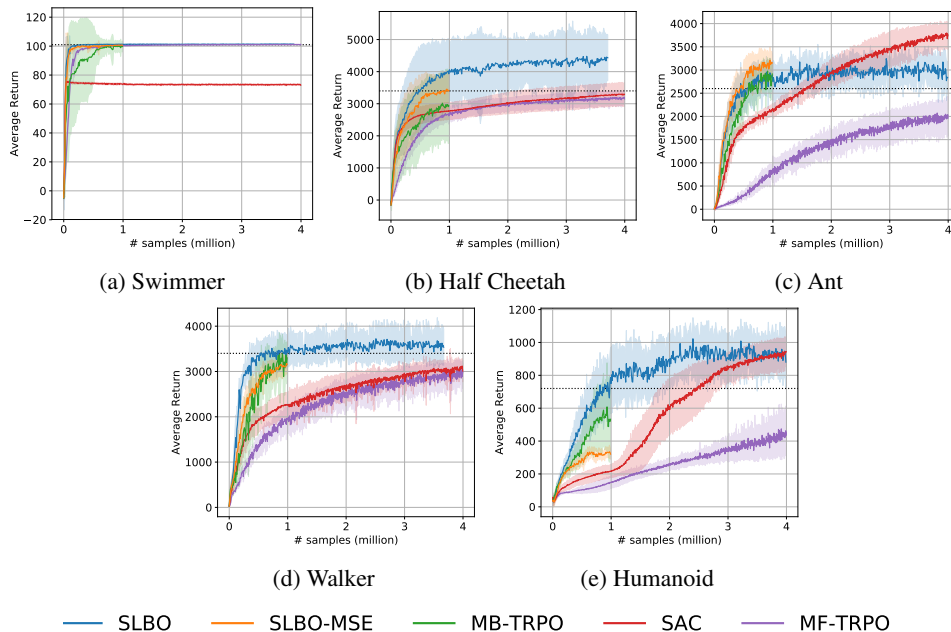 120
100
80
60
40
20
0
−20
Average Return
0 1 2 3 4
# samples (million)
(a) Swimmer
5000
4000
3000
2000
1000
0
Average Return
0 1 2 3 4
# samples (million)
(b) Half Cheetah
4000
3500
3000
2500
2000
1500
1000
500
0
Average Return
0 1 2 3 4
# samples (million)
(c) Ant
4000
3000
2000
1000
0
Average Return
0 1 2 3 4
# samples (million)
(d) Walker
1200
1000
800
600
400
200
0
Average Return
0 1 2 3 4
# samples (million)
(e) Humanoid
SLBO SLBO-MSE MB-TRPO SAC MF-TRPO